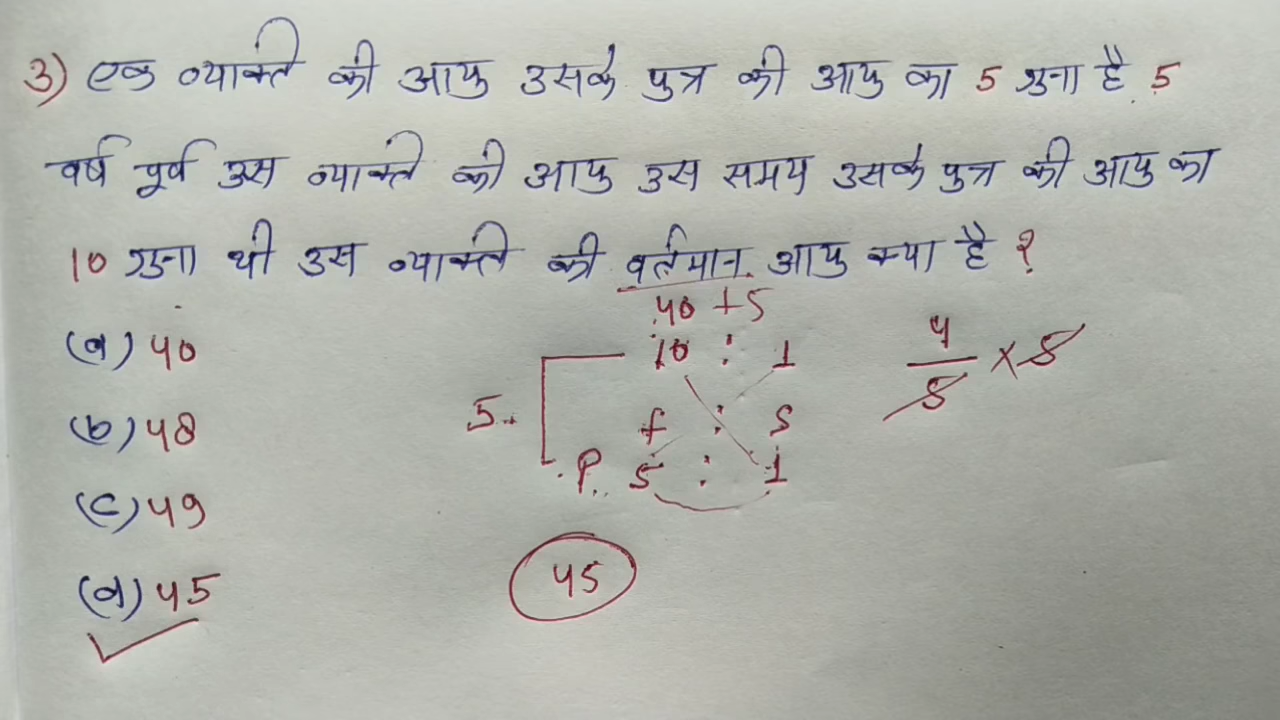 3) एक व्यक्ति की आयु उसके पुत्र की आयु का 5 गुना है 5
वर्ष पूर्व उस व्यक्ति की आयु उस समय उसके पुत्र की आयु का
10 गुना थी उस व्यक्ति की वर्तमान आयु क्या है ?
40 + 5
(a) 40
10 : 1
4/5 × 5
(b) 48
5
f : s
P. 5 : 1
(c) 49
(d) 45
45